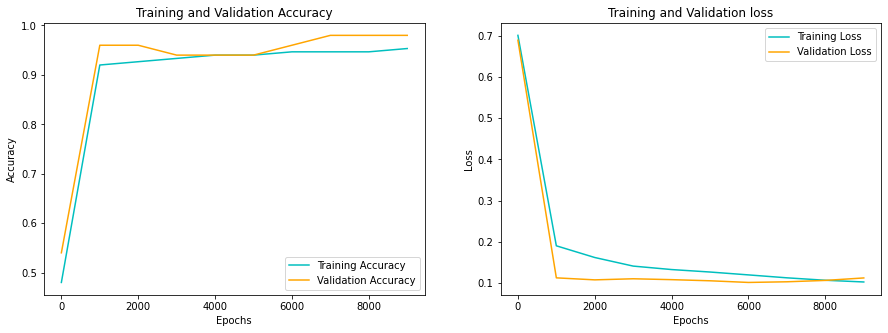 Training and Validation Accuracy
1.0
0.9
0.8
0.7
0.6
0.5
Accuracy
Training Accuracy
Validation Accuracy
0
2000
4000
6000
8000
Epochs
Training and Validation loss
0.7
0.6
0.5
0.4
0.3
0.2
0.1
Loss
Training Loss
Validation Loss
0
2000
4000
6000
8000
Epochs